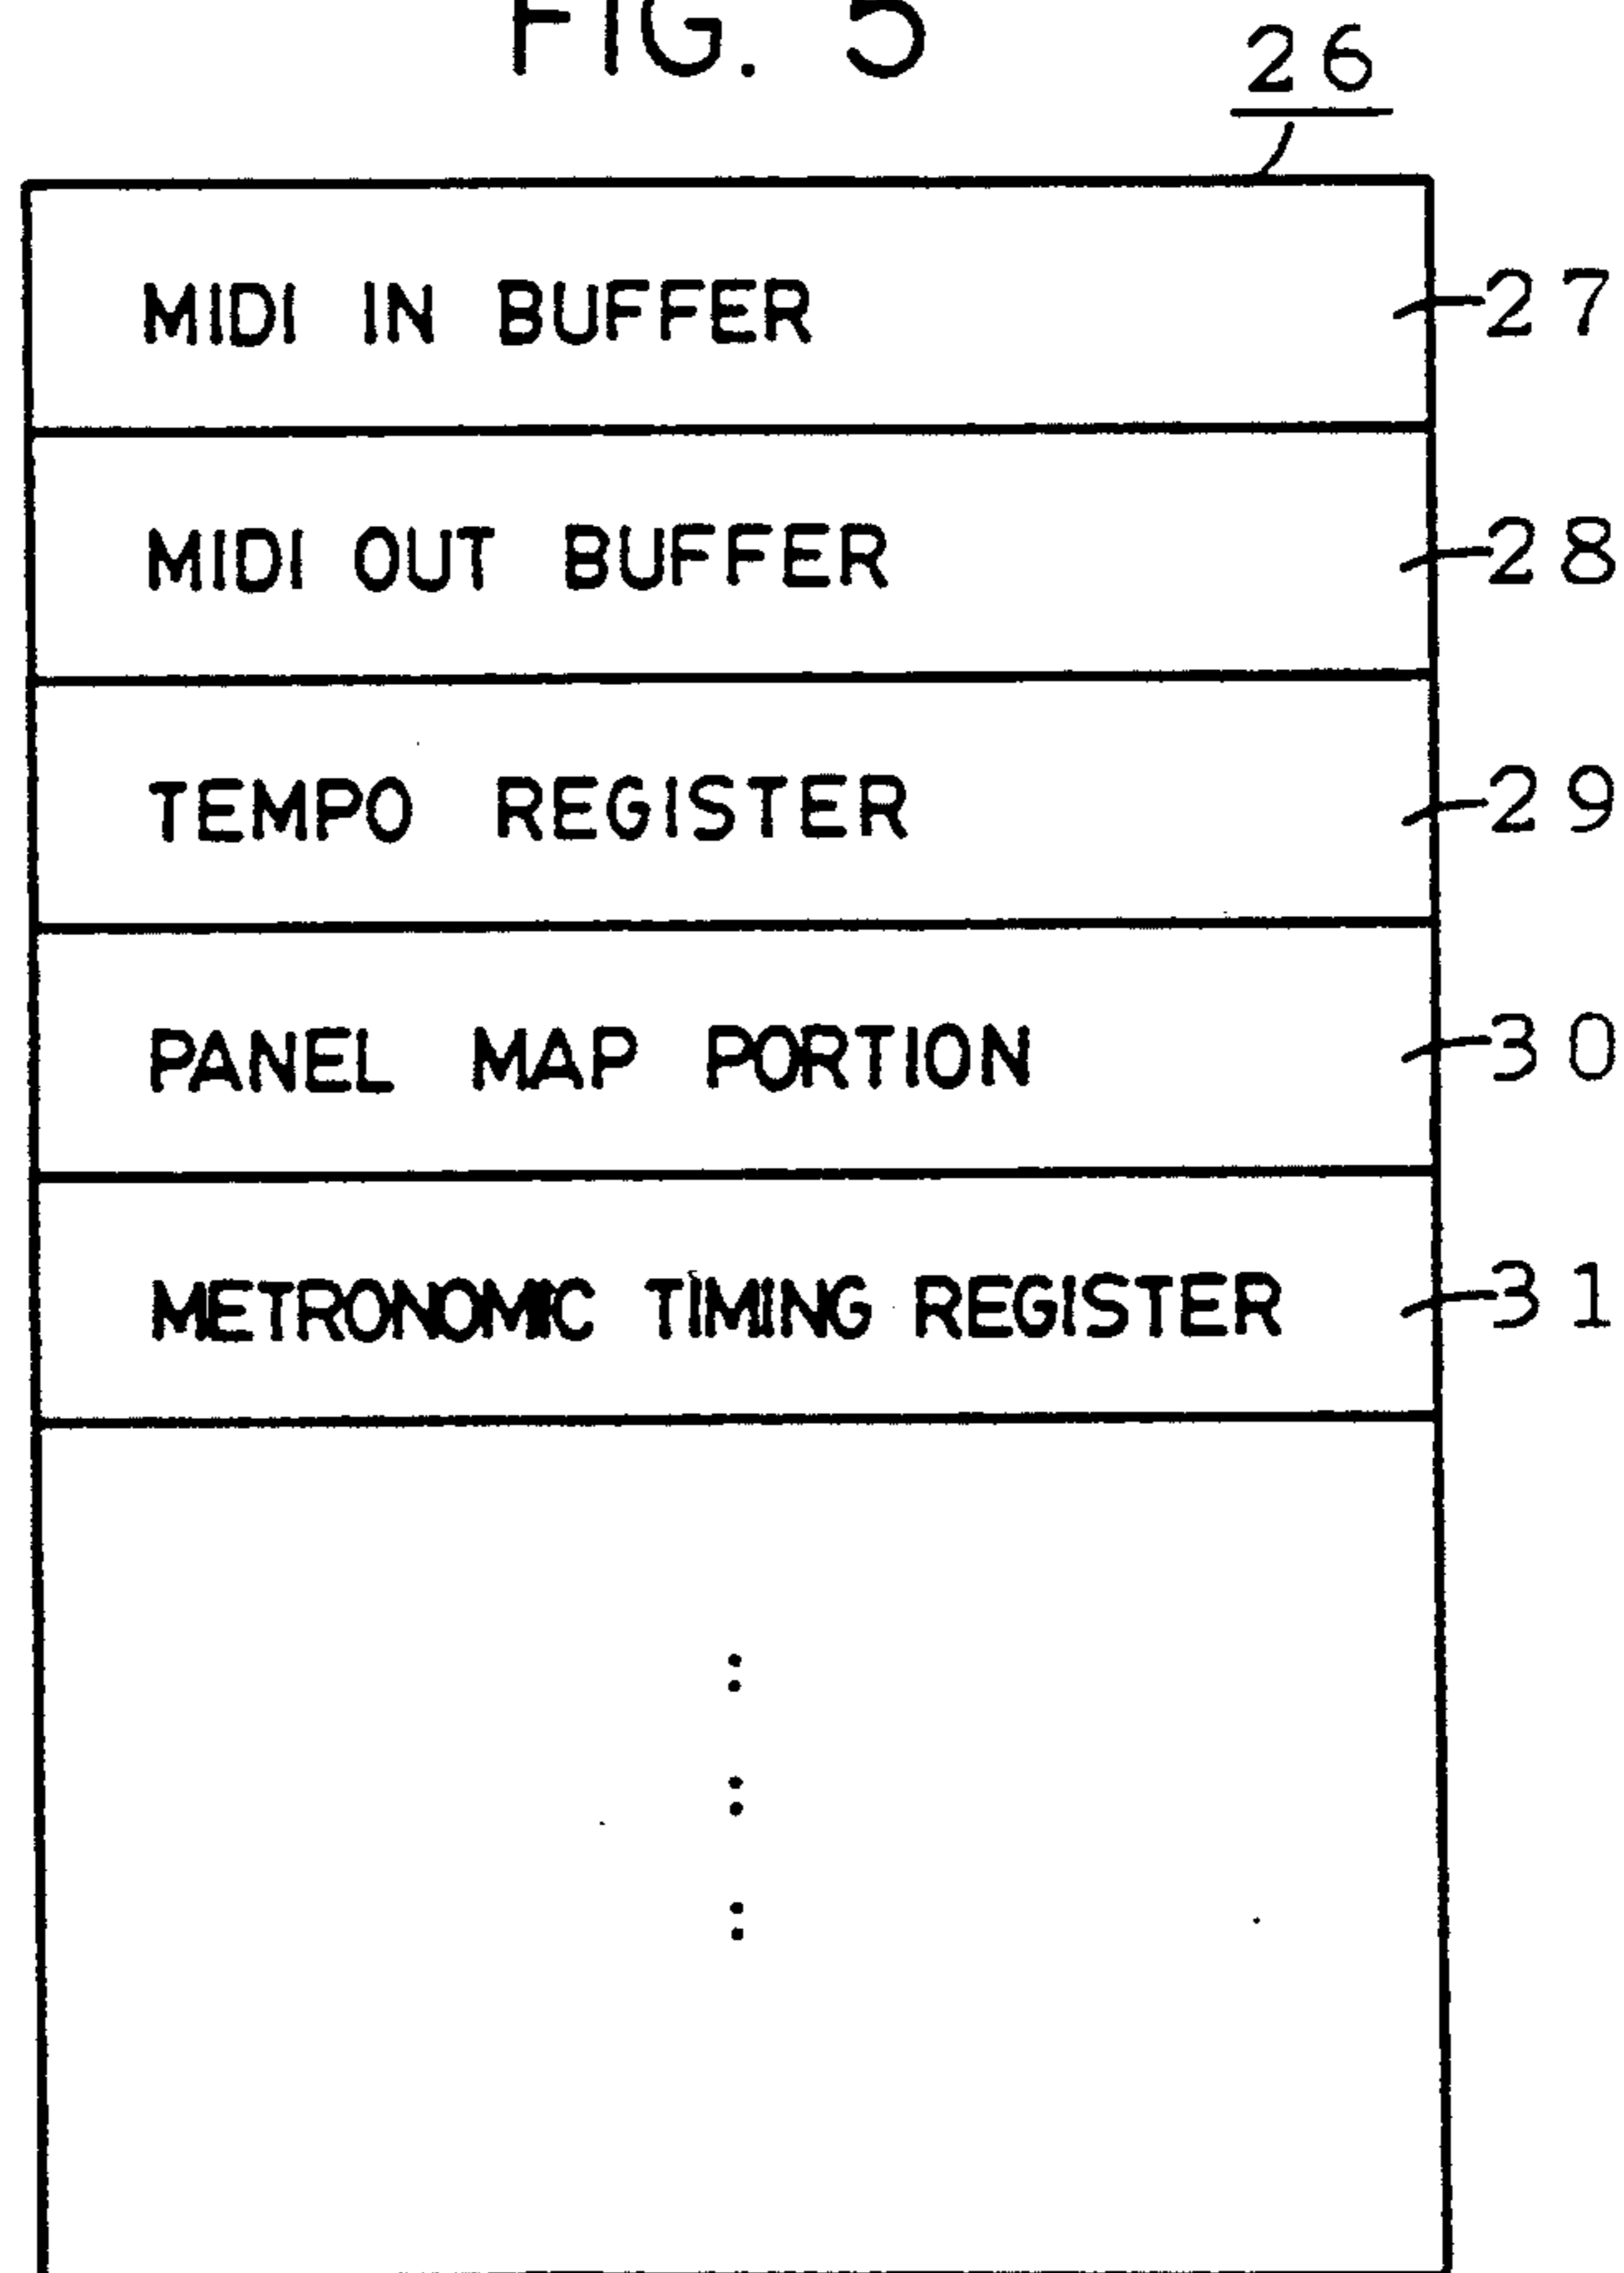 FIG. 5
26
MIDI IN BUFFER 27
MIDI OUT BUFFER 28
TEMPO REGISTER 29
PANEL MAP PORTION 30
METRONOMIC TIMING REGISTER 31